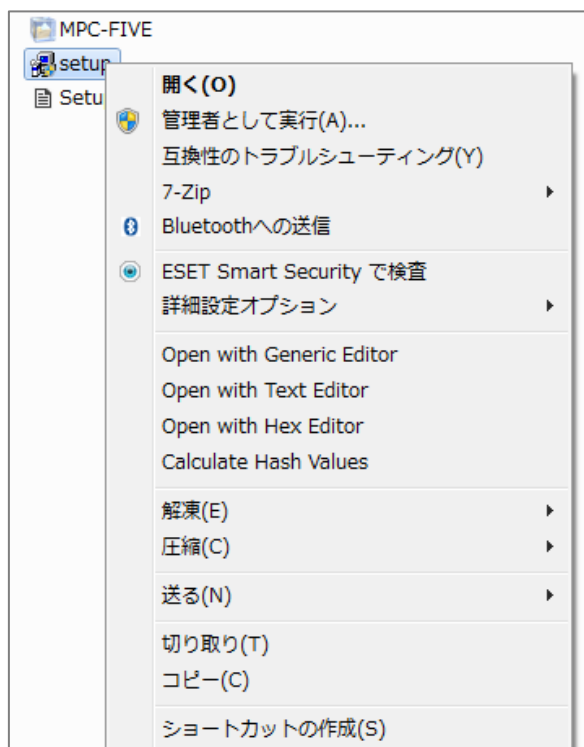 MPC-FIVE
setup
Setu
開く(O)
管理者として実行(A)...
互換性のトラブルシューティング(Y)
7-Zip
Bluetoothへの送信
ESET Smart Security で検査
詳細設定オプション
Open with Generic Editor
Open with Text Editor
Open with Hex Editor
Calculate Hash Values
解凍(E)
圧縮(C)
送る(N)
切り取り(T)
コピー(C)
ショートカットの作成(S)